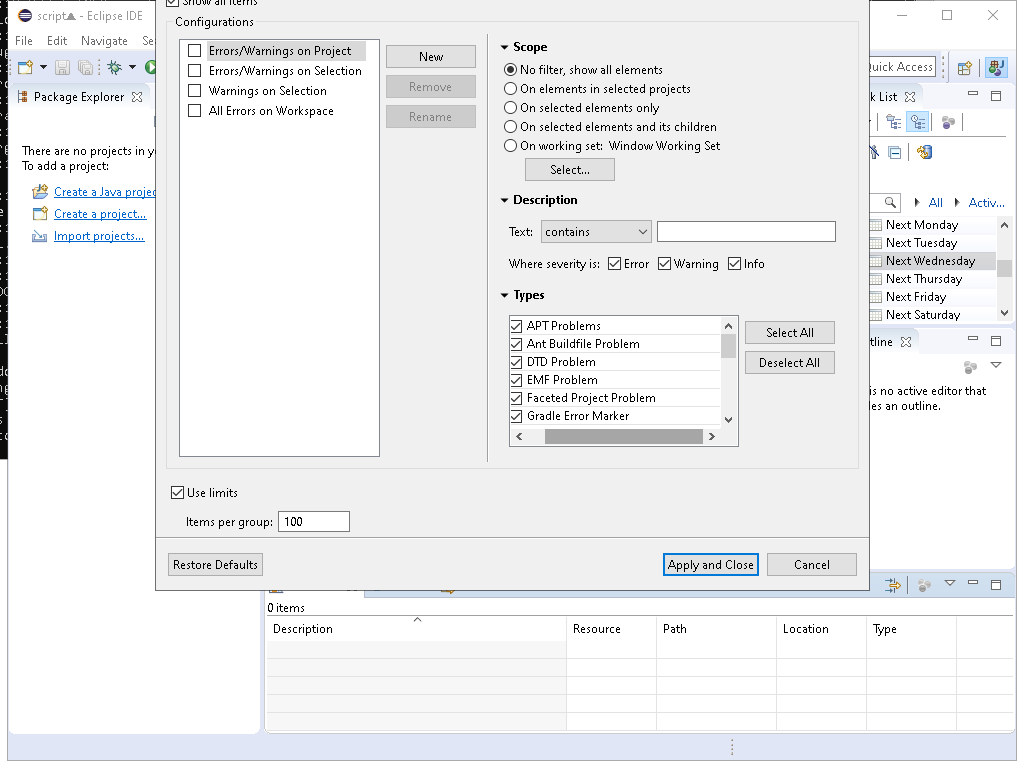 script - Eclipse IDE
Show all items
File Edit Navigate
Configurations
Errors/Warnings on Project
Errors/Warnings on Selection
Warnings on Selection
All Errors on Workspace
New
Remove
Rename
Scope
No filter, show all elements
On elements in selected projects
On selected elements only
On selected elements and its children
On working set: Window Working Set
Select...
Description
Text: contains
Where severity is: Error Warning Info
Types
APT Problems
Ant Buildfile Problem
DTD Problem
EMF Problem
Faceted Project Problem
Gradle Error Marker
Select All
Deselect All
Use limits
Items per group: 100
Restore Defaults
Apply and Close
Cancel
Package Explorer
There are no projects in
To add a project:
Create a Java projec
Create a project...
Import projects...
Quick Access
k List
All Activ...
Next Monday
Next Tuesday
Next Wednesday
Next Thursday
Next Friday
Next Saturday
tline
is no active editor that
es an outline.
0 items
Description Resource Path Location Type